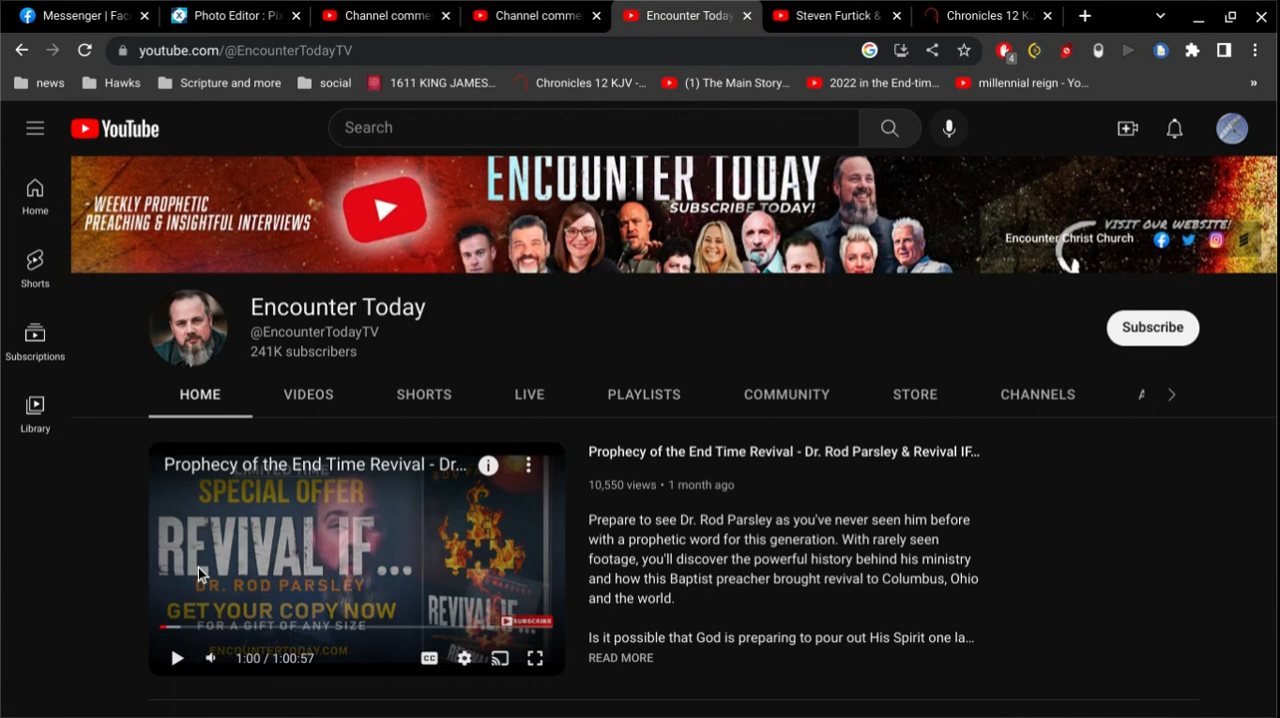 Messenger | Fac
Photo Editor : Pix
Channel comme
Channel comme
Encounter Today
Steven Furtick &
Chronicles 12 KJ
youtube.com/@EncounterTodayTV
4
news
Hawks
Scripture and more
social
1611 KING JAMES...
Chronicles 12 KJV -...
(1) The Main Story...
2022 in the End-tim...
millennial reign - Yo...
»
YouTube
Search
- WEEKLY PROPHETIC
PREACHING & INSIGHTFUL INTERVIEWS
ENCOUNTER TODAY
SUBSCRIBE TODAY!
VISIT OUR WEBSITE!
Encounter Christ Church
Home
Shorts
Subscriptions
Library
Encounter Today
@EncounterTodayTV
241K subscribers
Subscribe
HOME
VIDEOS
SHORTS
LIVE
PLAYLISTS
COMMUNITY
STORE
CHANNELS
Prophecy of the End Time Revival - Dr...
LIMITED TIME
SPECIAL OFFER
REVIVAL IF...
DR. ROD PARSLEY
GET YOUR COPY NOW
FOR A GIFT OF ANY SIZE
ENCOUNTERTODAY.COM
ROD PARSLEY
REVIVAL IF...
SUBSCRIBE
1:00 / 1:00:57
CC
Prophecy of the End Time Revival - Dr. Rod Parsley & Revival IF...
10,550 views • 1 month ago
Prepare to see Dr. Rod Parsley as you've never seen him before
with a prophetic word for this generation. With rarely seen
footage, you'll discover the powerful history behind his ministry
and how this Baptist preacher brought revival to Columbus, Ohio
and the world.
Is it possible that God is preparing to pour out His Spirit one la...
READ MORE